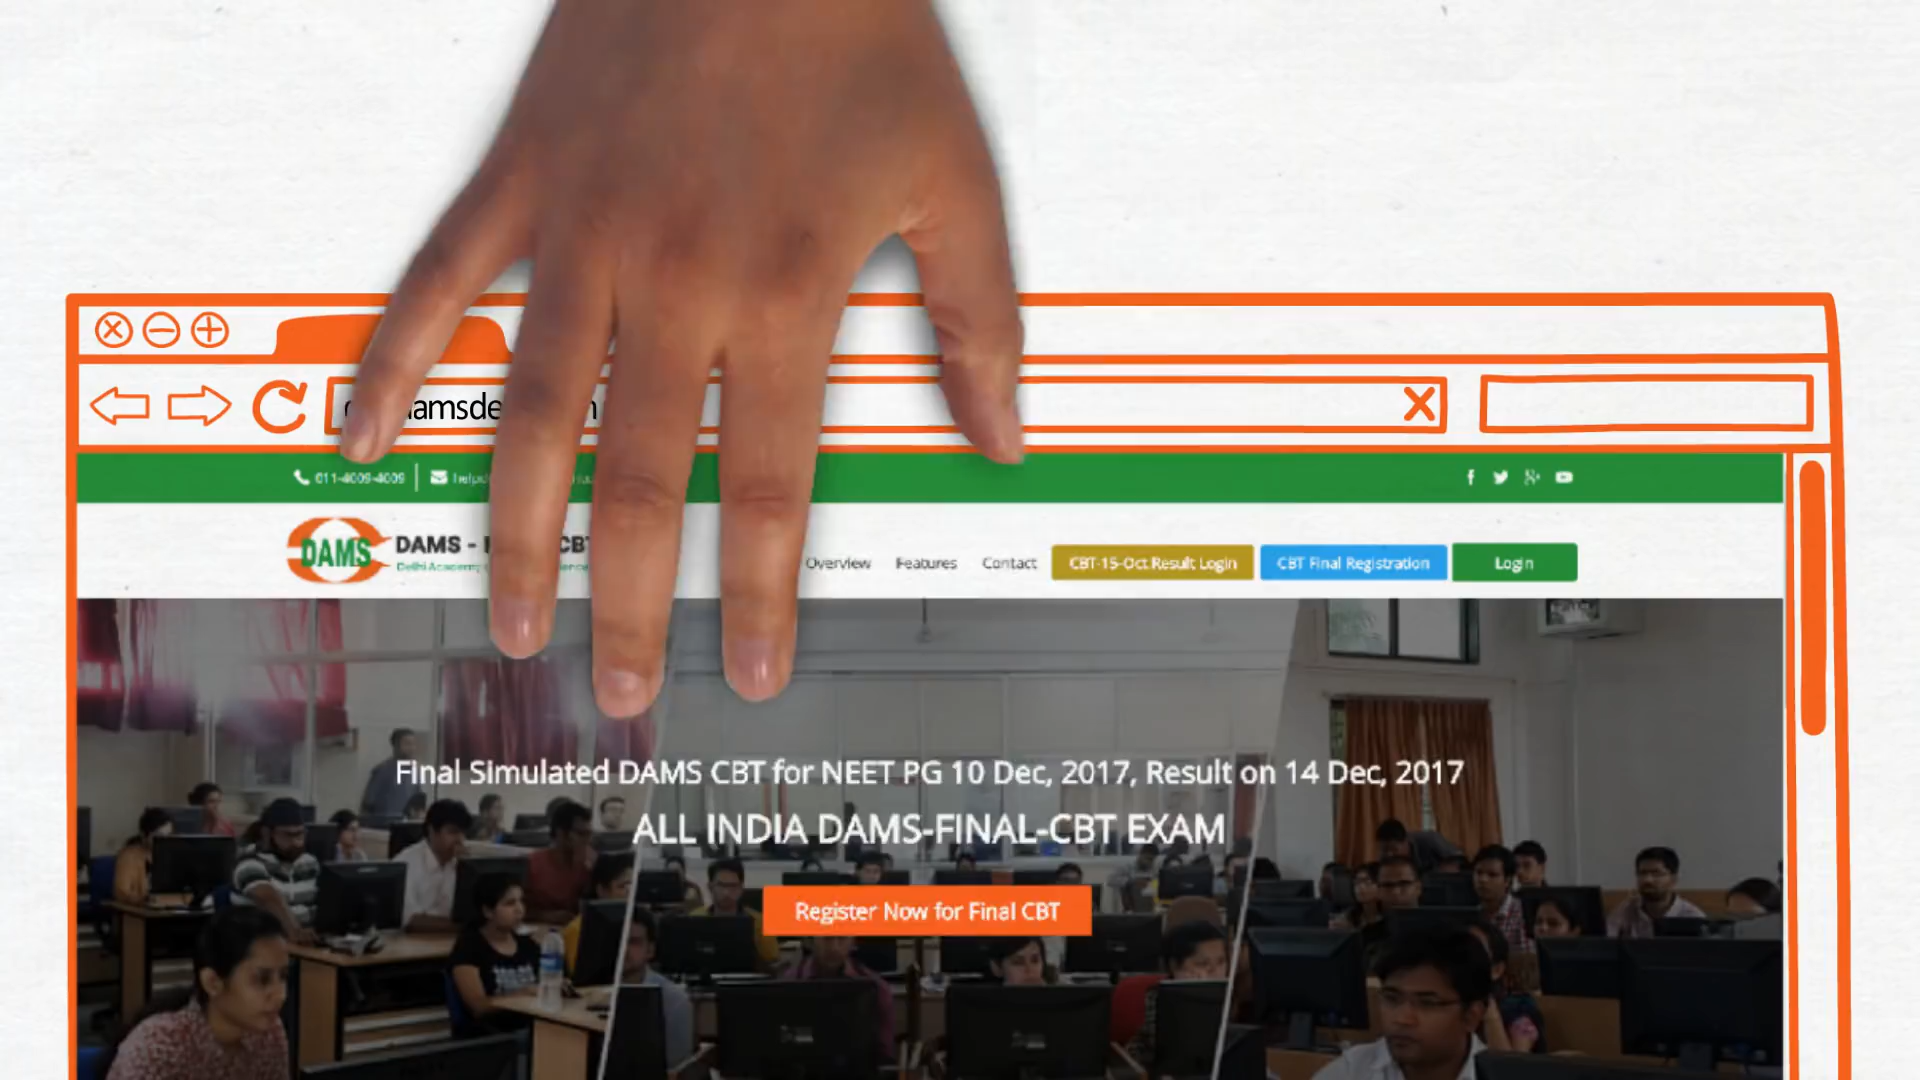 011-4009-4009
DAMS
DAMS -
Delhi Academy
Overview
Features
Contact
CBT-15-Oct Result Login
CBT Final Registration
Login
Final Simulated DAMS CBT for NEET PG 10 Dec, 2017, Result on 14 Dec, 2017
ALL INDIA DAMS-FINAL-CBT EXAM
Register Now for Final CBT